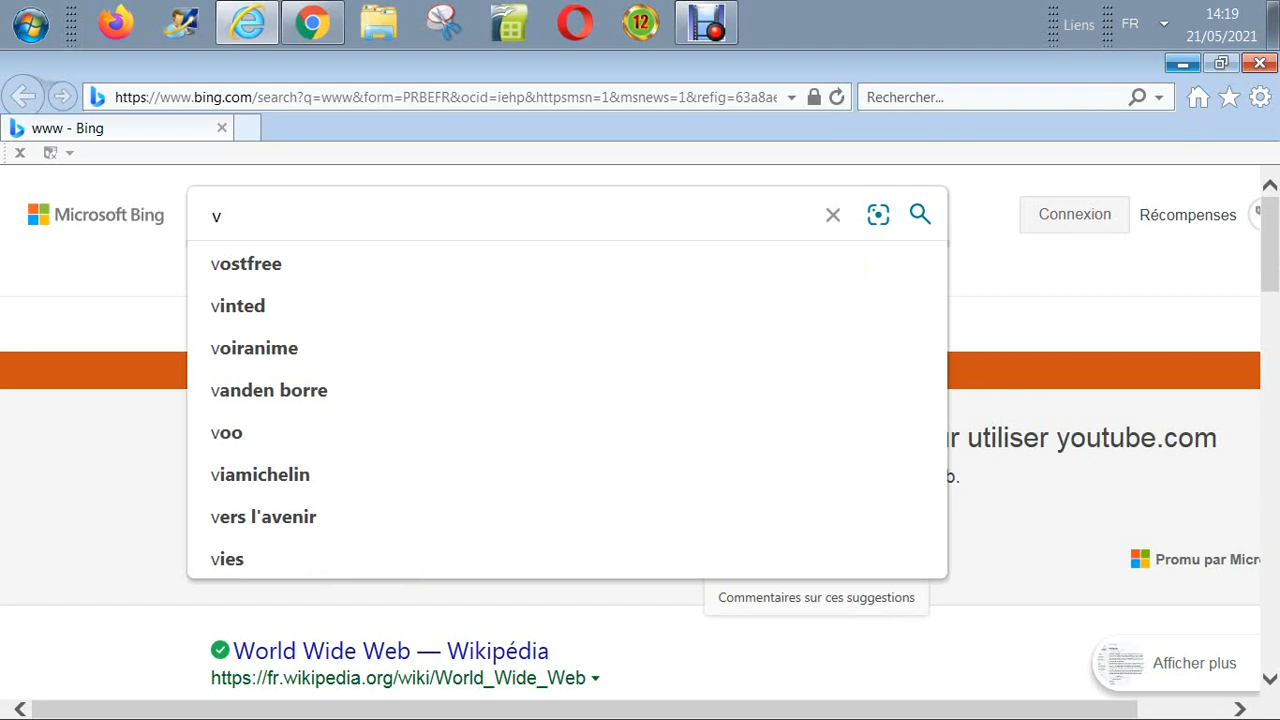 12
Liens
FR
14:19
21/05/2021
https://www.bing.com/search?q=www&form=PRBEFR&ocid=iehp&httpsmsn=1&msnews=1&refig=63a8ae
Rechercher...
www - Bing
Microsoft Bing
v
Connexion
Récompenses
vostfree
vinted
voiranime
vanden borre
voo
utiliser youtube.com
viamichelin
vers l'avenir
vies
Promu par Micr
Commentaires sur ces suggestions
World Wide Web — Wikipédia
https://fr.wikipedia.org/wiki/World_Wide_Web
Afficher plus